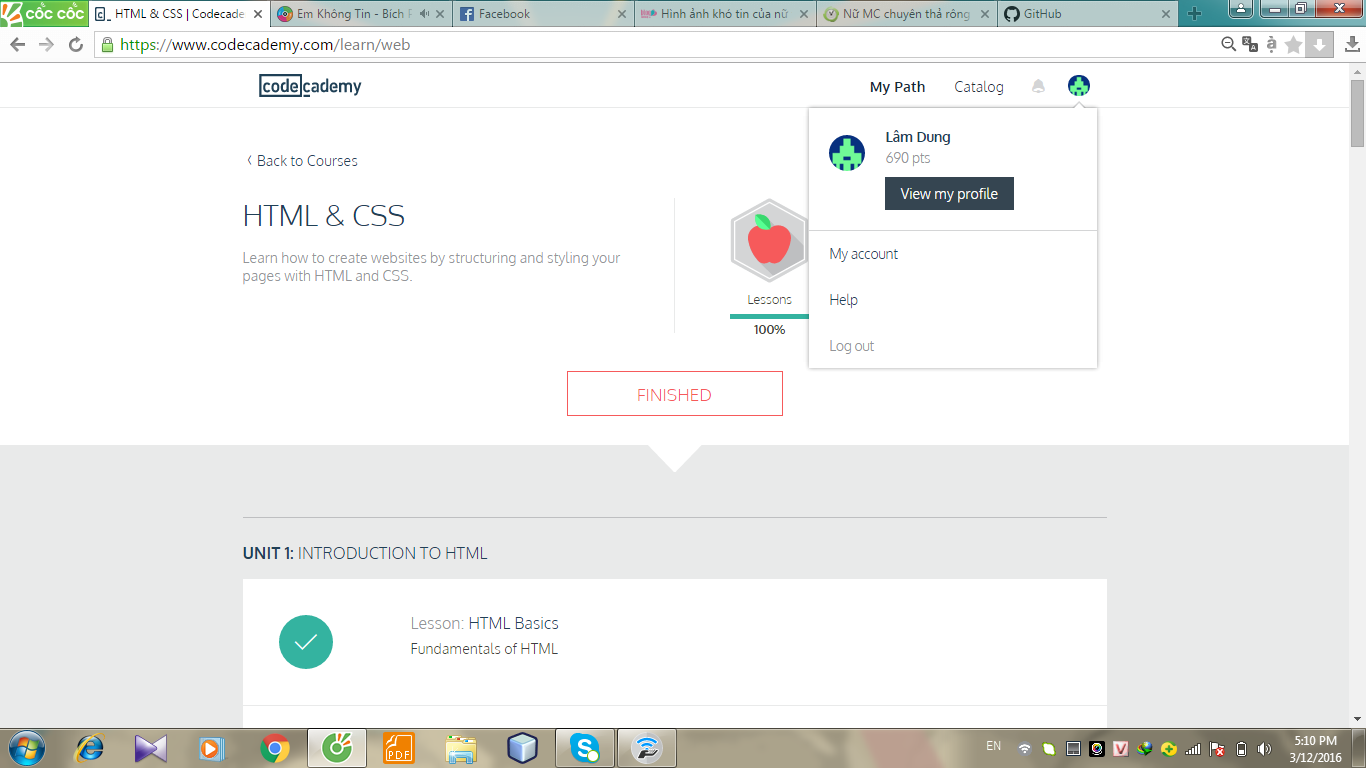 cốc cốc
HTML & CSS | Codecade
Em Không Tin - Bích P
Facebook
Hình ảnh khó tin của nữ
Nữ MC chuyên thả rông
GitHub
https://www.codecademy.com/learn/web
codecademy
My Path
Catalog
Lâm Dung
690 pts
View my profile
My account
Help
Log out
Back to Courses
HTML & CSS
Learn how to create websites by structuring and styling your
pages with HTML and CSS.
Lessons
100%
FINISHED
UNIT 1: INTRODUCTION TO HTML
Lesson: HTML Basics
Fundamentals of HTML
PDF
EN
5:10 PM
3/12/2016